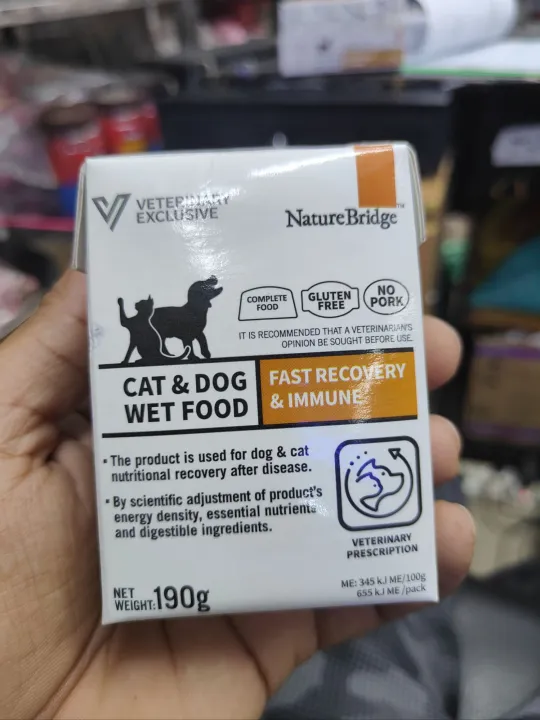 VETERINARY
EXCLUSIVE
NatureBridge™
COMPLETE
FOOD
GLUTEN
FREE
NO
PORK
IT IS RECOMMENDED THAT A VETERINARIAN'S
OPINION BE SOUGHT BEFORE USE.
CAT & DOG
WET FOOD
FAST RECOVERY
& IMMUNE
• The product is used for dog & cat
nutritional recovery after disease.
• By scientific adjustment of product's
energy density, essential nutrients
and digestible ingredients.
VETERINARY
PRESCRIPTION
NET
WEIGHT:190g
ME: 345 kJ ME/100g
655 kJ ME/pack